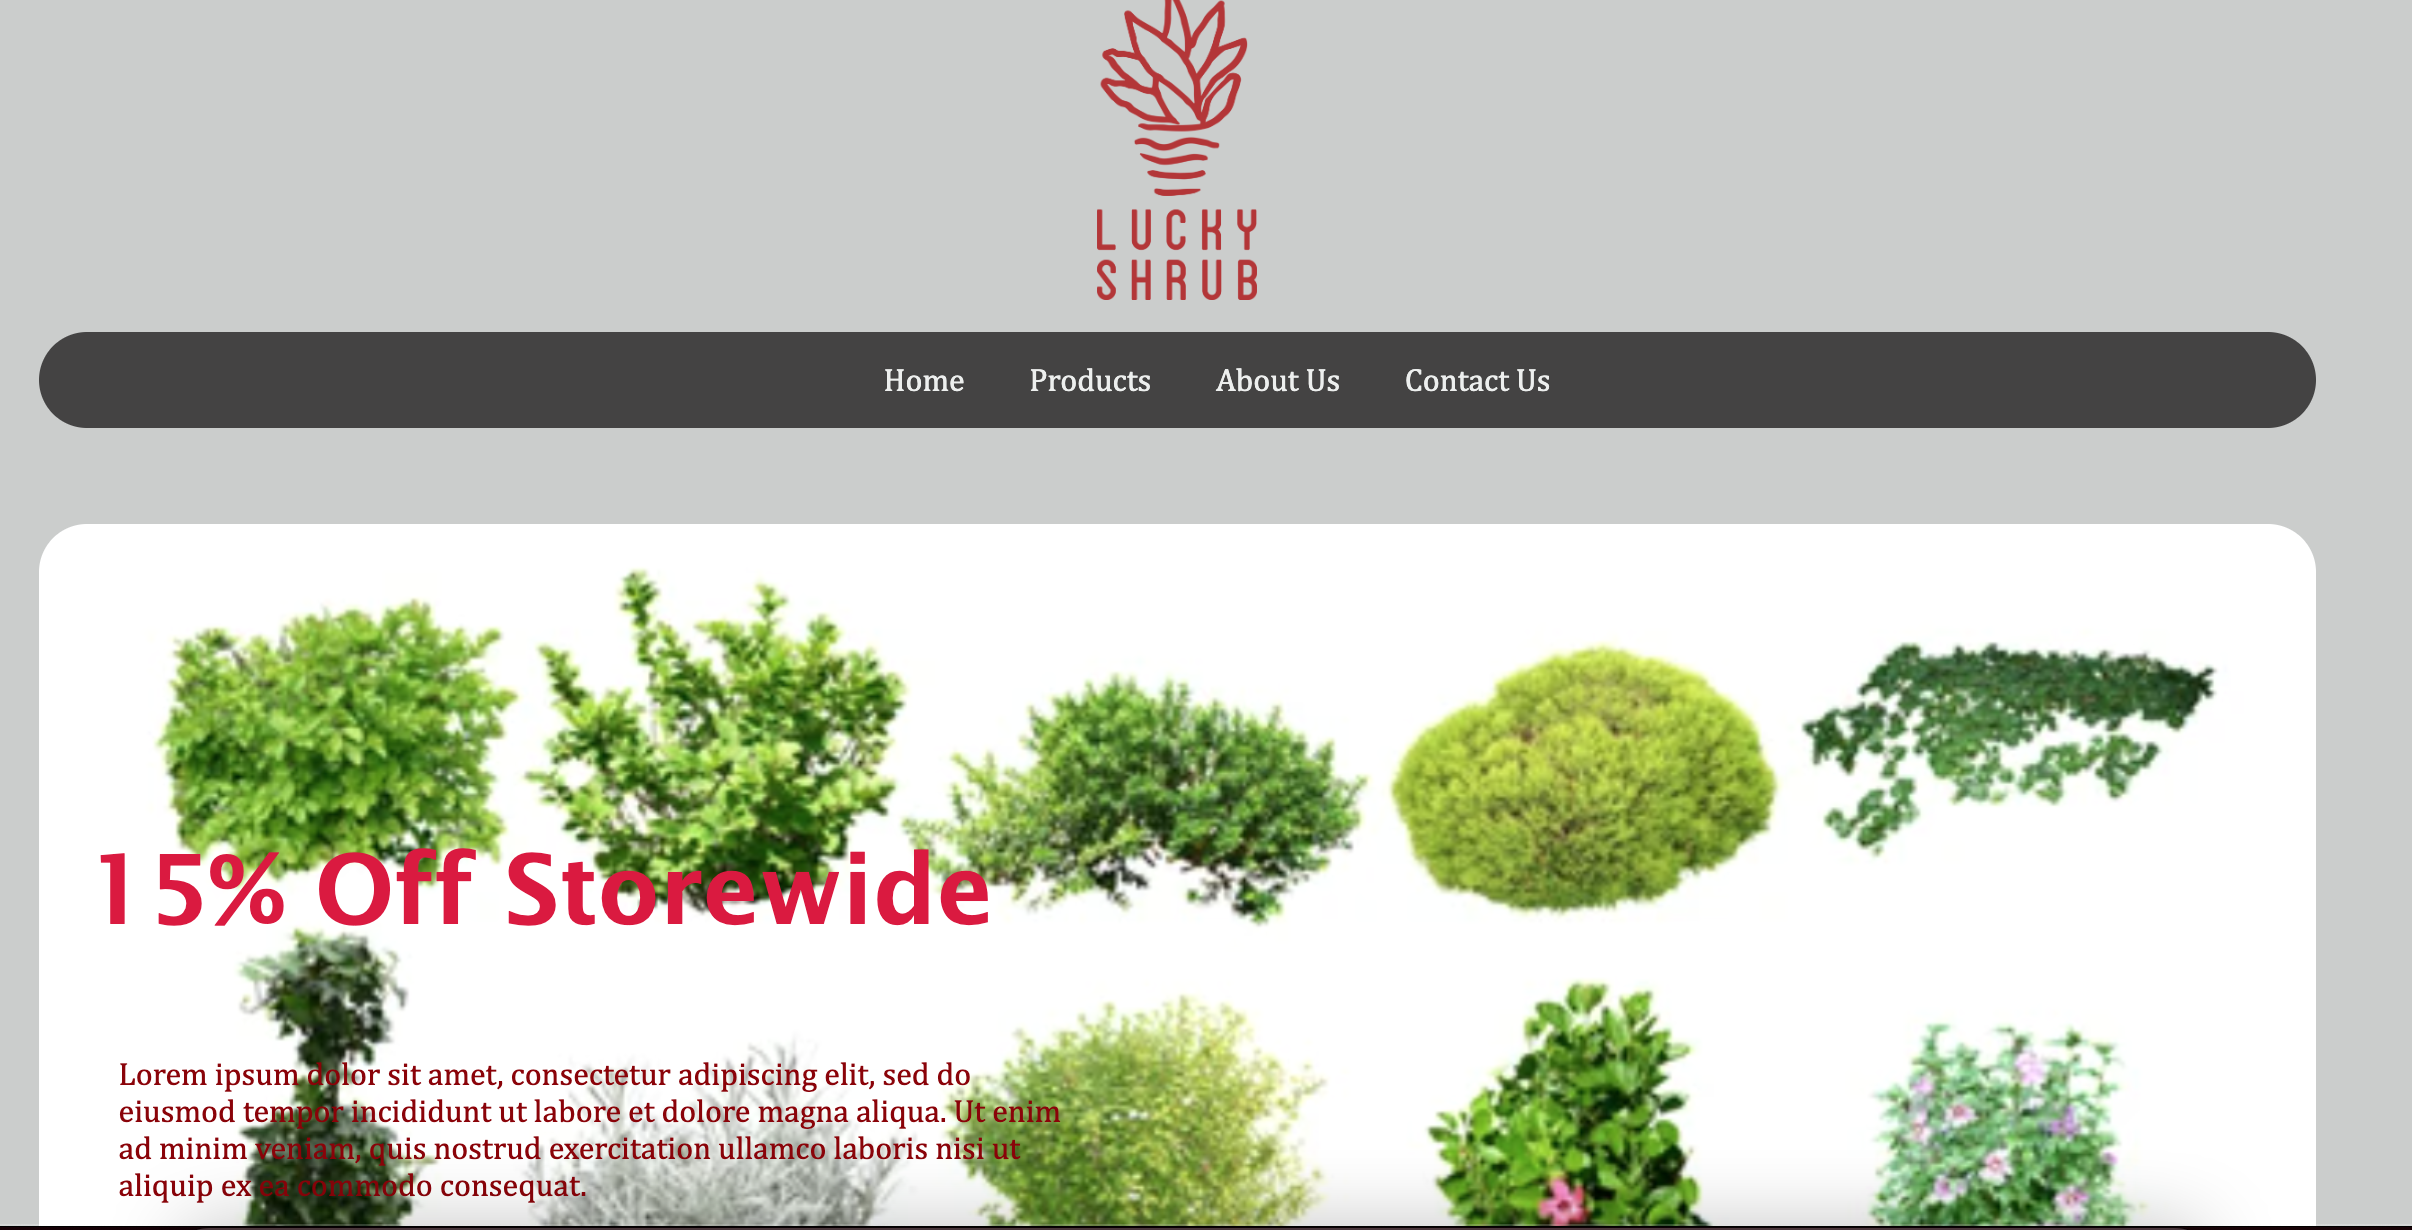 LUCKY
SHRUB
Home Products About Us Contact Us
15% Off Storewide
Lorem ipsum dolor sit amet, consectetur adipiscing elit, sed do
eiusmod tempor incididunt ut labore et dolore magna aliqua. Ut enim
ad minim veniam, quis nostrud exercitation ullamco laboris nisi ut
aliquip ex ea commodo consequat.